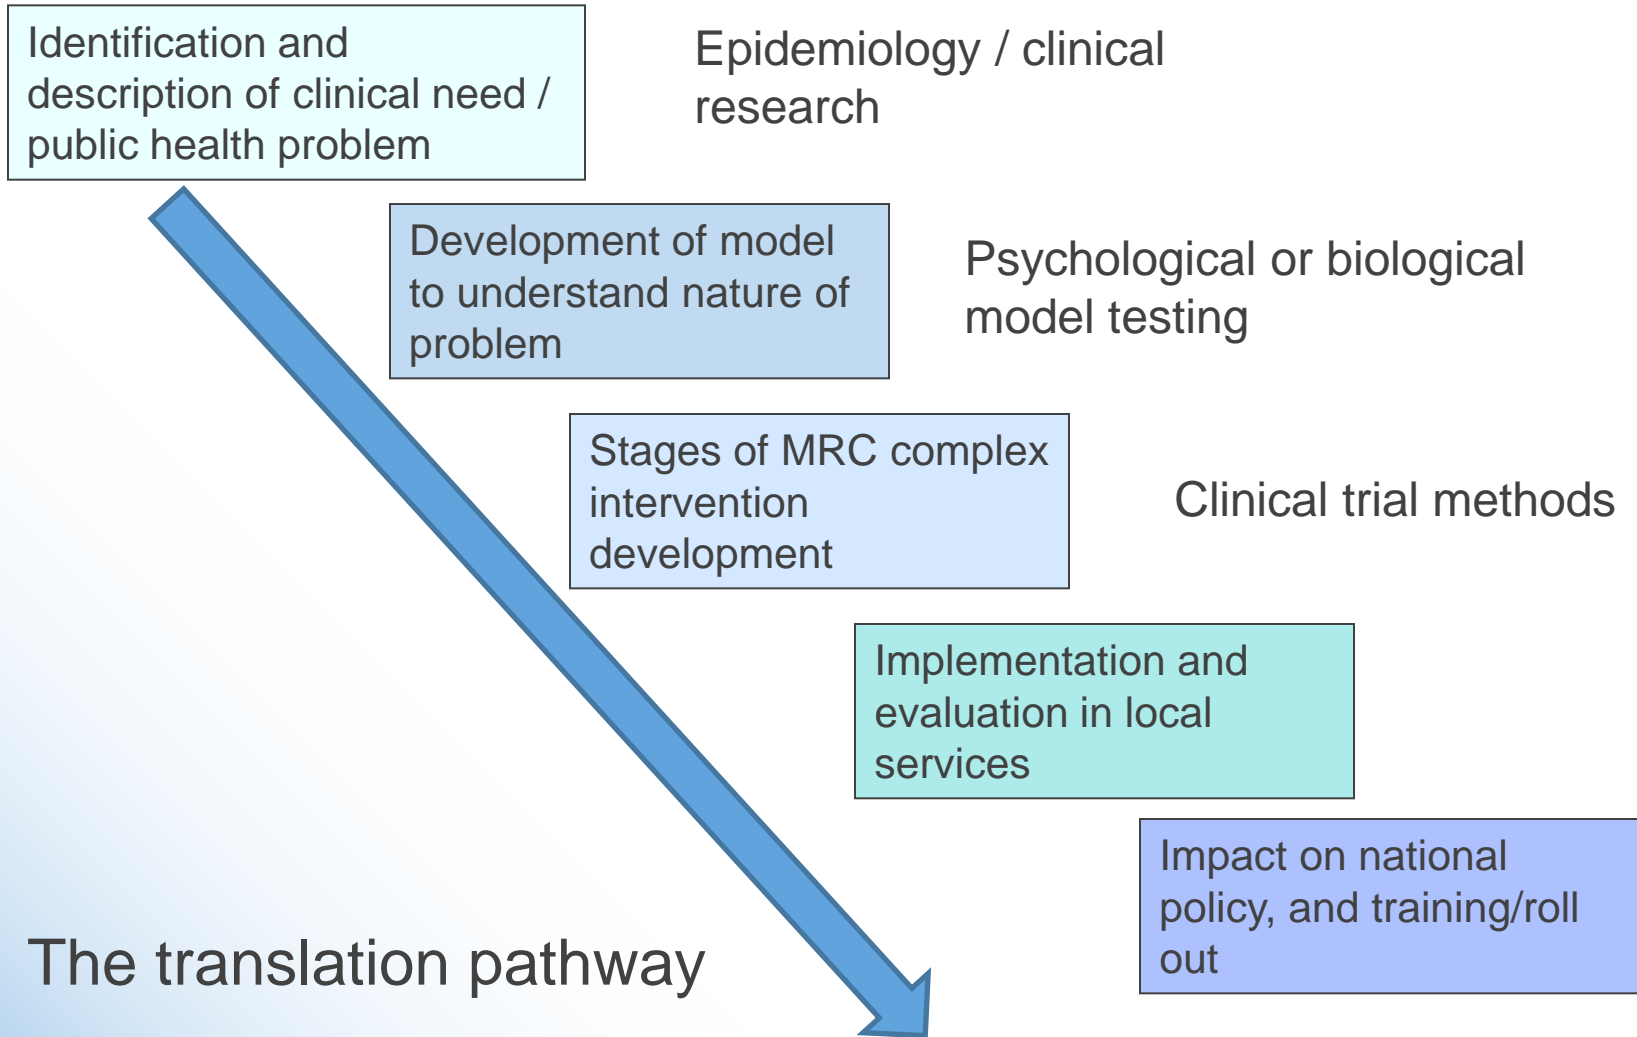 Identification and
description of clinical need /
public health problem
Epidemiology / clinical
research
Development of model
to understand nature of
problem
Psychological or biological
model testing
Stages of MRC complex
intervention
development
Clinical trial methods
Implementation and
evaluation in local
services
Impact on national
policy, and training/roll
out
The translation pathway